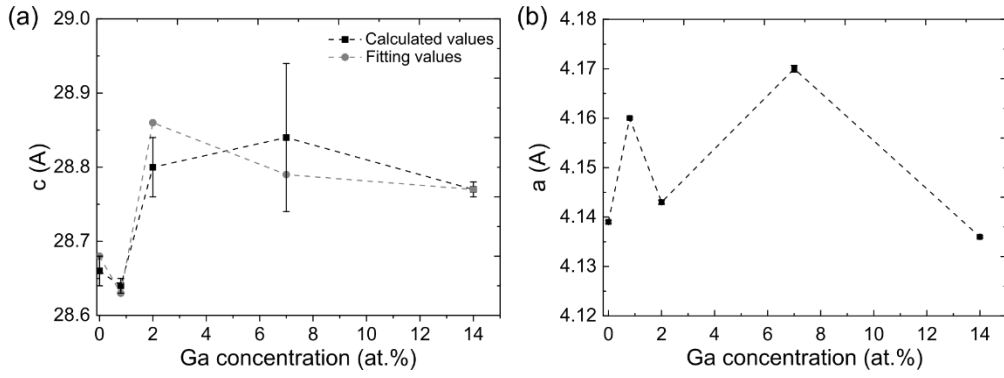 (a)
29.0
28.9
28.8
28.7
28.6
c (A)
0 2 4 6 8 10 12 14
Ga concentration (at.%)
Calculated values
Fitting values
(b)
4.18
4.17
4.16
4.15
4.14
4.13
4.12
a (A)
0 2 4 6 8 10 12 14
Ga concentration (at.%)